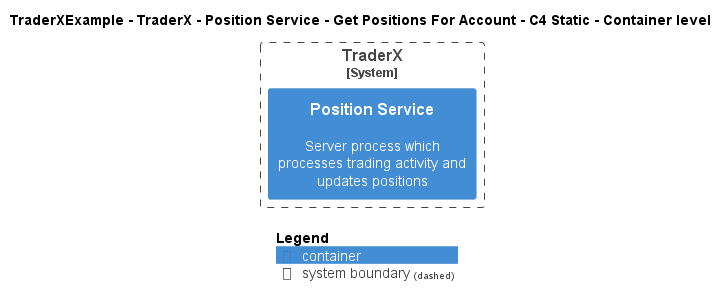 TraderXExample - TraderX - Position Service - Get Positions For Account - C4 Static - Container level
TraderX
[System]
Position Service
Server process which
processes trading activity and
updates positions
Legend
container
system boundary (dashed)